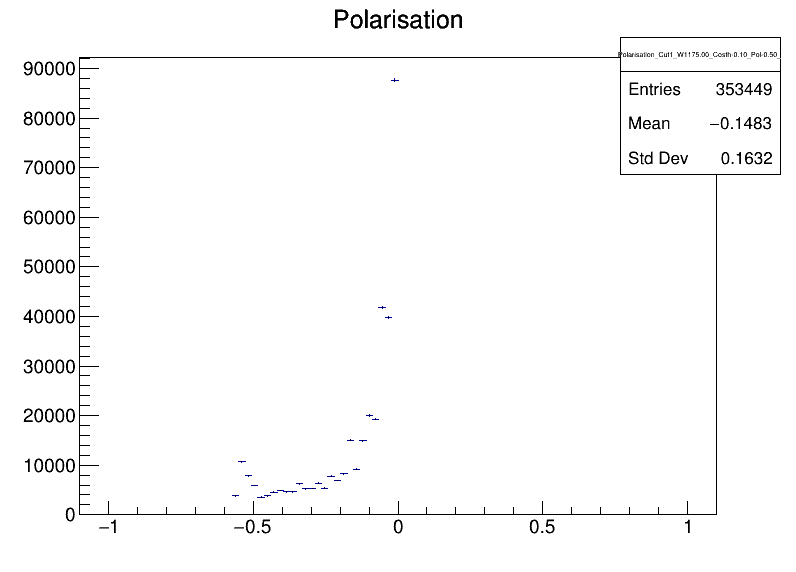 Polarisation
Polarisation_Cut1_W1175.00_Costh-0.10_Pol-0.50_
Entries 353449
Mean −0.1483
Std Dev 0.1632
90000
80000
70000
60000
50000
40000
30000
20000
10000
0
−1 −0.5 0 0.5 1